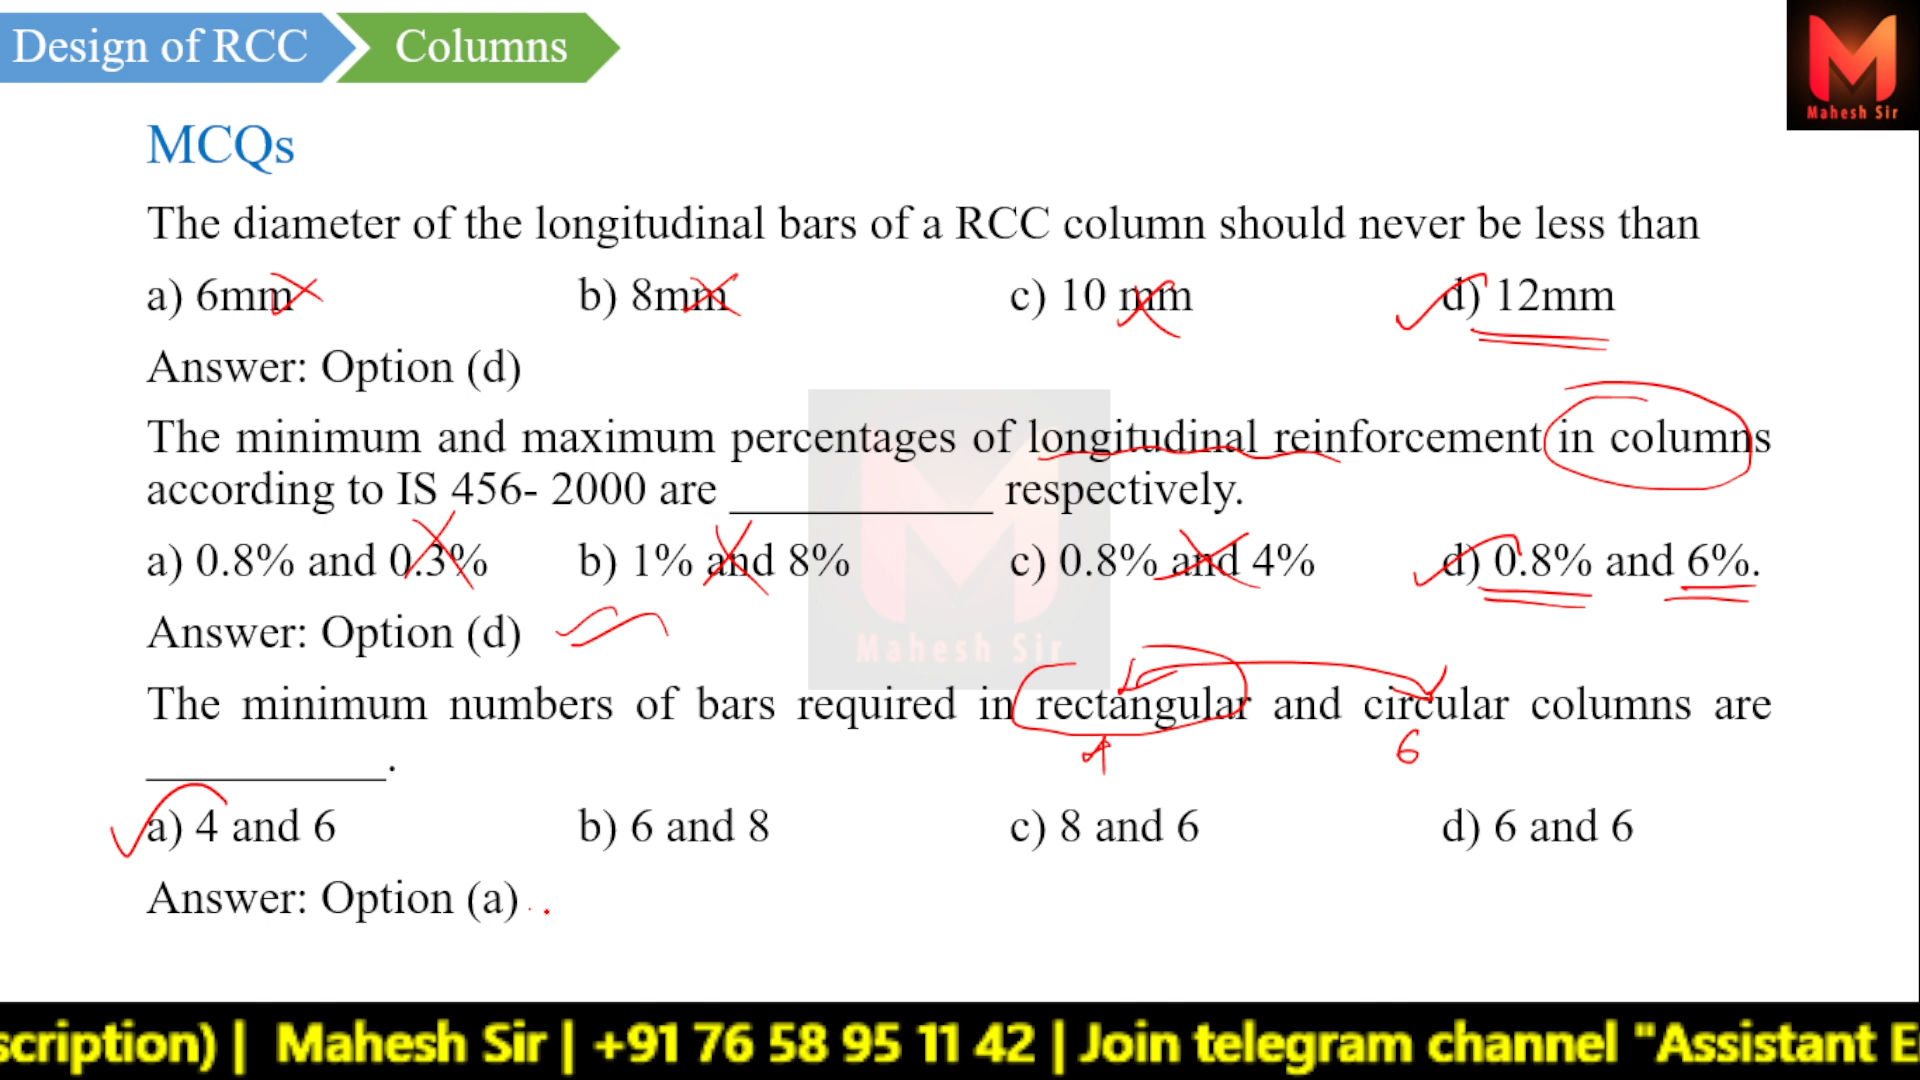 Design of RCC Columns
Mahesh Sir
MCQs
The diameter of the longitudinal bars of a RCC column should never be less than
a) 6mm b) 8mm c) 10 mm d) 12mm
Answer: Option (d)
The minimum and maximum percentages of longitudinal reinforcement in columns
according to IS 456- 2000 are ____________ respectively.
a) 0.8% and 0.3% b) 1% and 8% c) 0.8% and 4% d) 0.8% and 6%.
Answer: Option (d)
Mahesh Sir
The minimum numbers of bars required in rectangular and circular columns are
4 6
___________.
a) 4 and 6 b) 6 and 8 c) 8 and 6 d) 6 and 6
Answer: Option (a)
scription) | Mahesh Sir | +91 76 58 95 11 42 | Join telegram channel "Assistant E